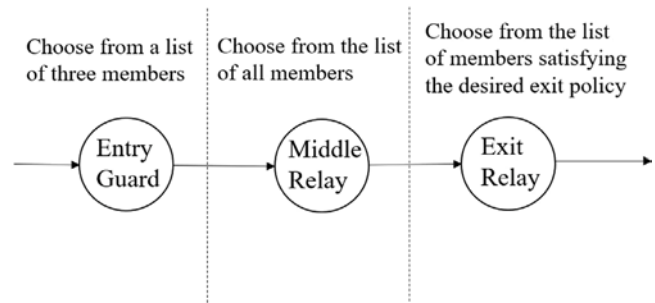 Choose from a list
of three members
Choose from the list
of all members
Choose from the list
of members satisfying
the desired exit policy
Entry
Guard
Middle
Relay
Exit
Relay